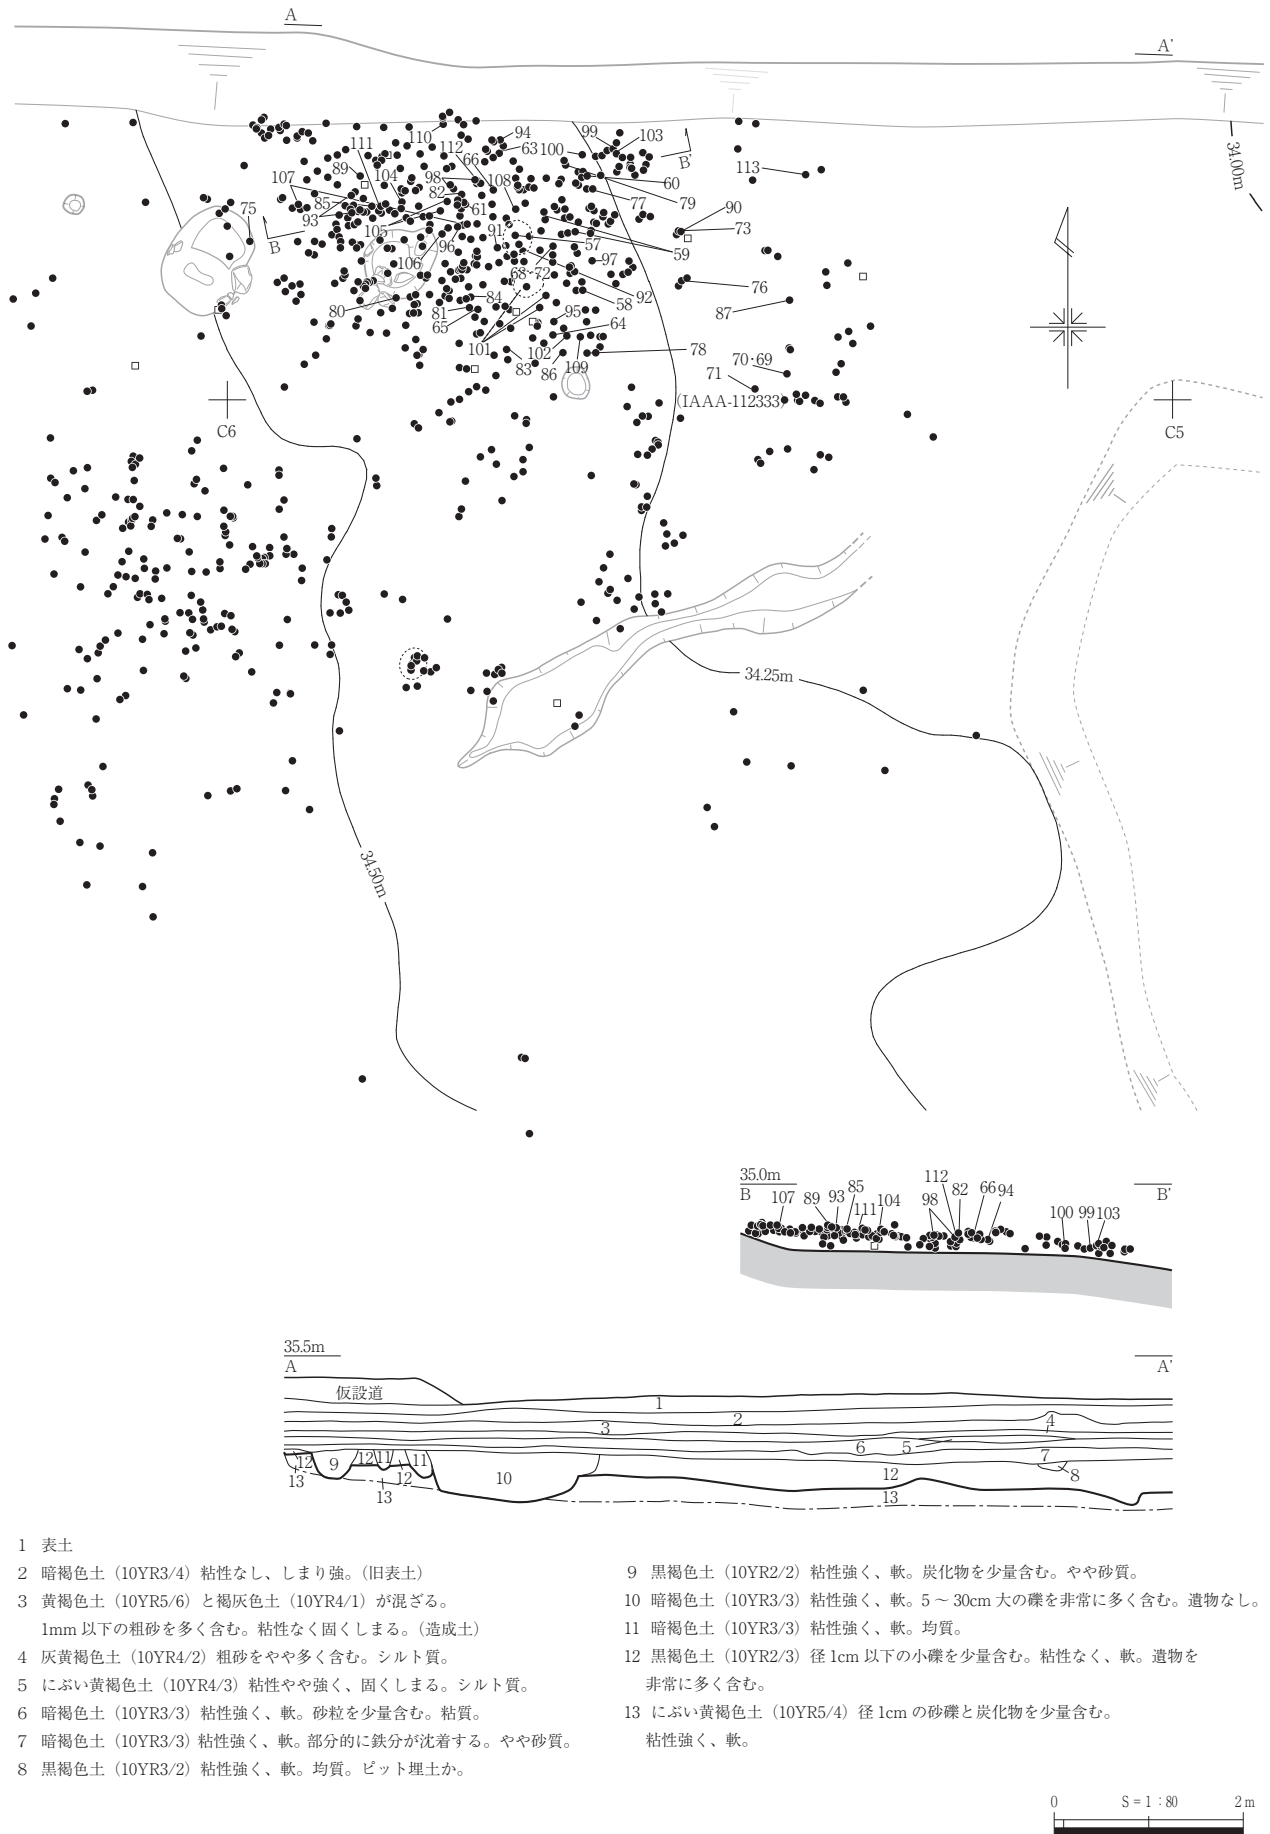 A
A'
110
94
99
103
111
112
63
100
B'
89
66
113
107
104
98
108
60
85
82
77
79
90
75
93
61
73
105
91
57
B
96
59
97
106
68-72
76
80
84
58
92
87
81
95
65
64
101
102
78
83
86
109
70·69
71
(IAAA-112333)
C6
C5
34.00m
34.25m
34.50m
35.0m
B
B'
107
89
93
85
111
104
112
98
82
66
94
100
99
103
35.5m
A
A'
仮設道
1
2
3
4
6
5
7
8
12
9
12
11
12
11
10
12
13
13
13
1 表土
2 暗褐色土(10YR3/4)粘性なし、しまり強。(旧表土)
3 黄褐色土(10YR5/6)と褐灰色土(10YR4/1)が混ざる。
1mm 以下の粗砂を多く含む。粘性なく固くしまる。(造成土)
4 灰黄褐色土(10YR4/2)粗砂をやや多く含む。シルト質。
5 にぶい黄褐色土(10YR4/3)粘性やや強く、固くしまる。シルト質。
6 暗褐色土(10YR3/3)粘性強く、軟。砂粒を少量含む。粘質。
7 暗褐色土(10YR3/3)粘性強く、軟。部分的に鉄分が沈着する。やや砂質。
8 黒褐色土(10YR3/2)粘性強く、軟。均質。ピット埋土か。
9 黒褐色土(10YR2/2)粘性強く、軟。炭化物を少量含む。やや砂質。
10 暗褐色土(10YR3/3)粘性強く、軟。5 ~ 30cm 大の礫を非常に多く含む。遺物なし。
11 暗褐色土(10YR3/3)粘性強く、軟。均質。
12 黒褐色土(10YR2/3)径 1cm 以下の小礫を少量含む。粘性なく、軟。遺物を
非常に多く含む。
13 にぶい黄褐色土(10YR5/4)径 1cm の砂礫と炭化物を少量含む。
粘性強く、軟。
0 S = 1 : 80 2 m